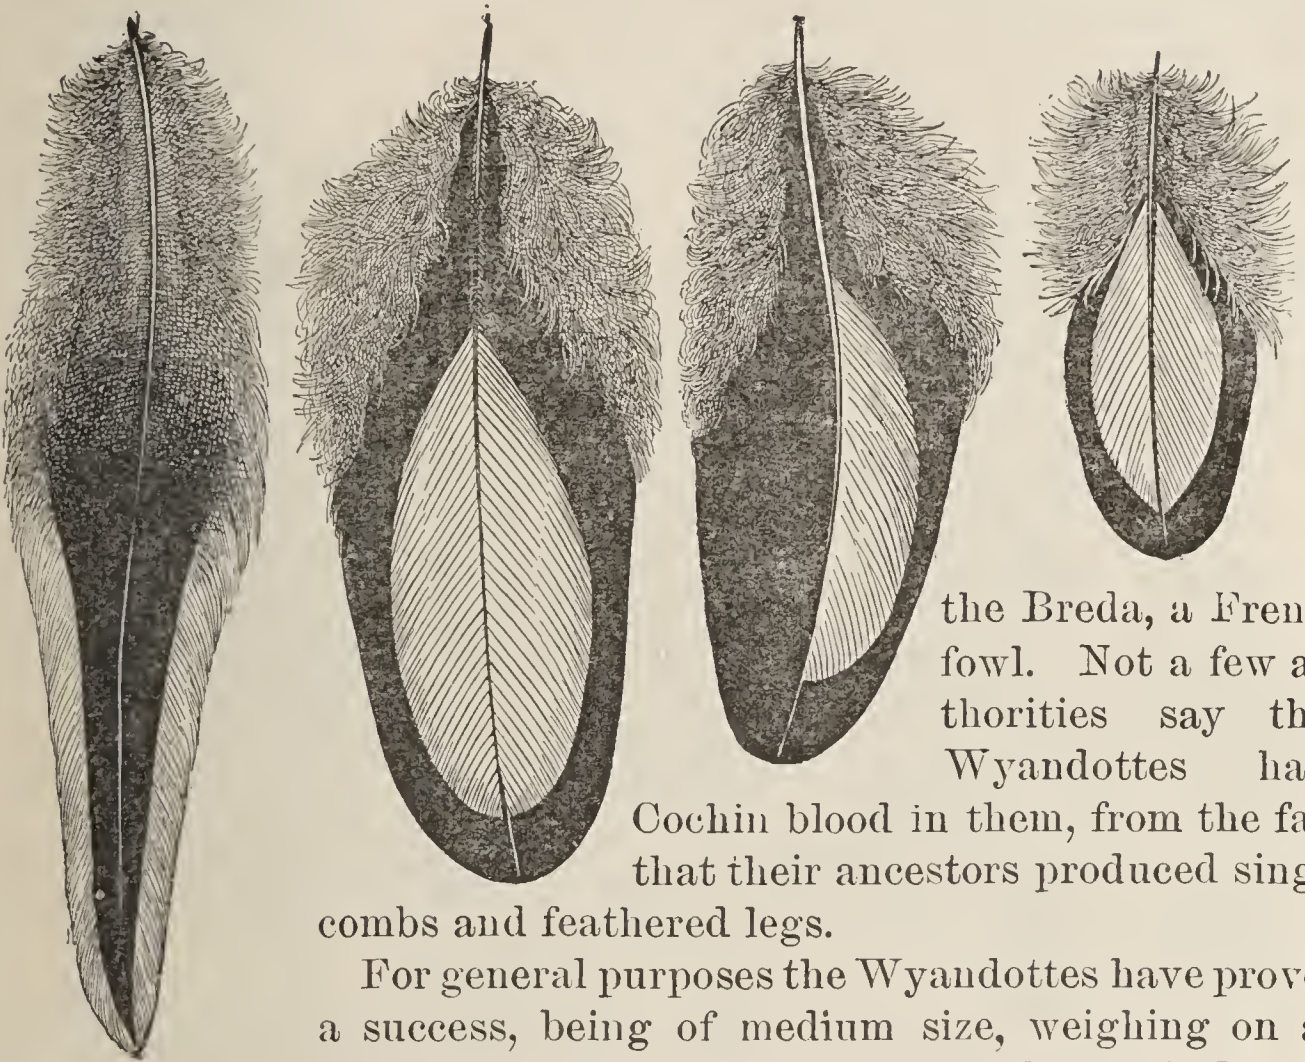 the Breda, a Fren
fowl. Not a few a
thorities say th
Wyandottes ha
Cochin blood in them, from the fa
that their ancestors produced sing
combs and feathered legs.
For general purposes the Wyandottes have prov
a success, being of medium size, weighing on a